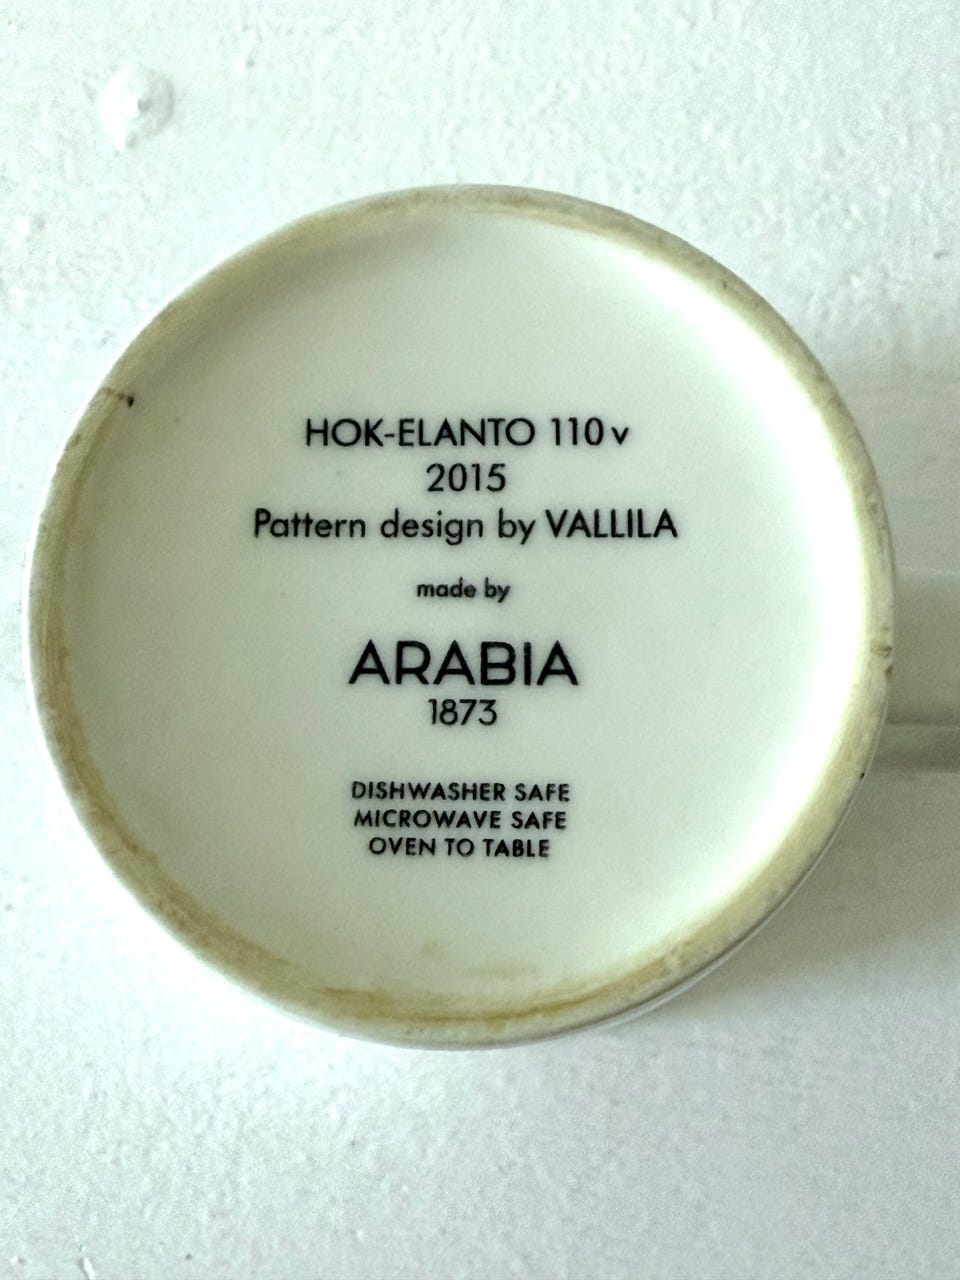 HOK-ELANTO 110 v
2015
Pattern design by VALLILA
made by
ARABIA
1873
DISHWASHER SAFE
MICROWAVE SAFE
OVEN TO TABLE